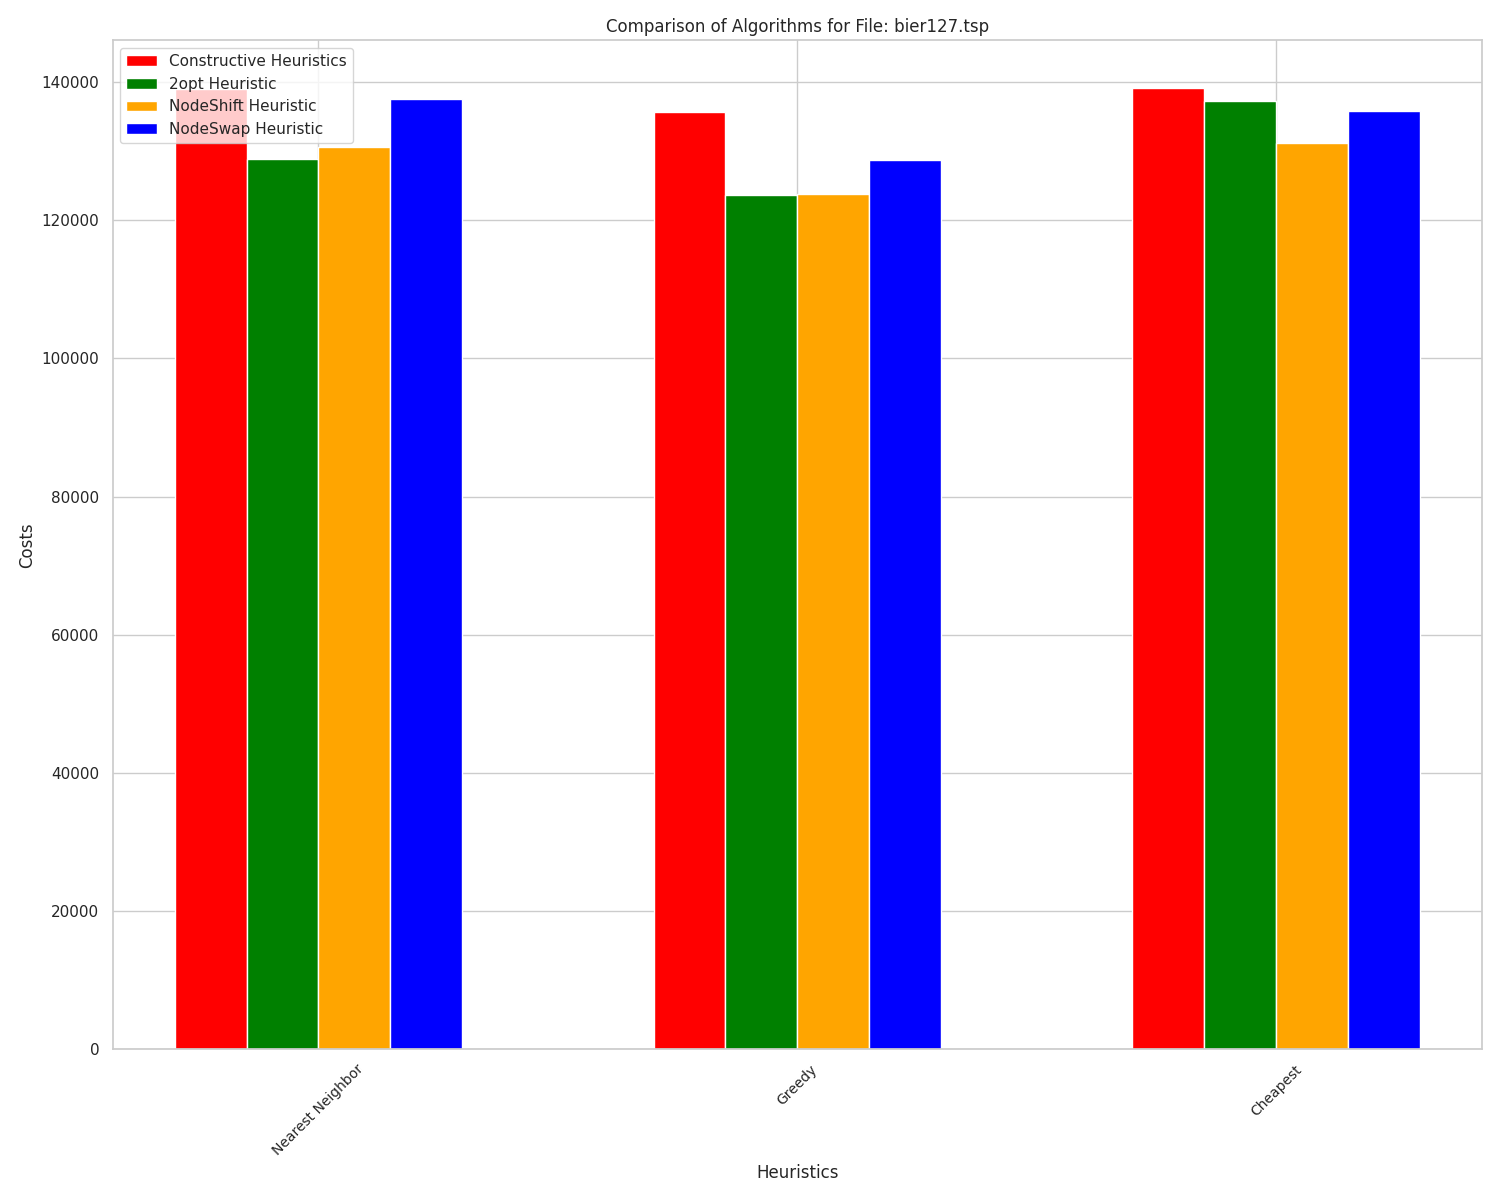 Comparison of Algorithms for File: bier127.tsp
Constructive Heuristics
2opt Heuristic
NodeShift Heuristic
NodeSwap Heuristic
140000
120000
100000
80000
60000
40000
20000
0
Costs
Nearest Neighbor
Greedy
Cheapest
Heuristics